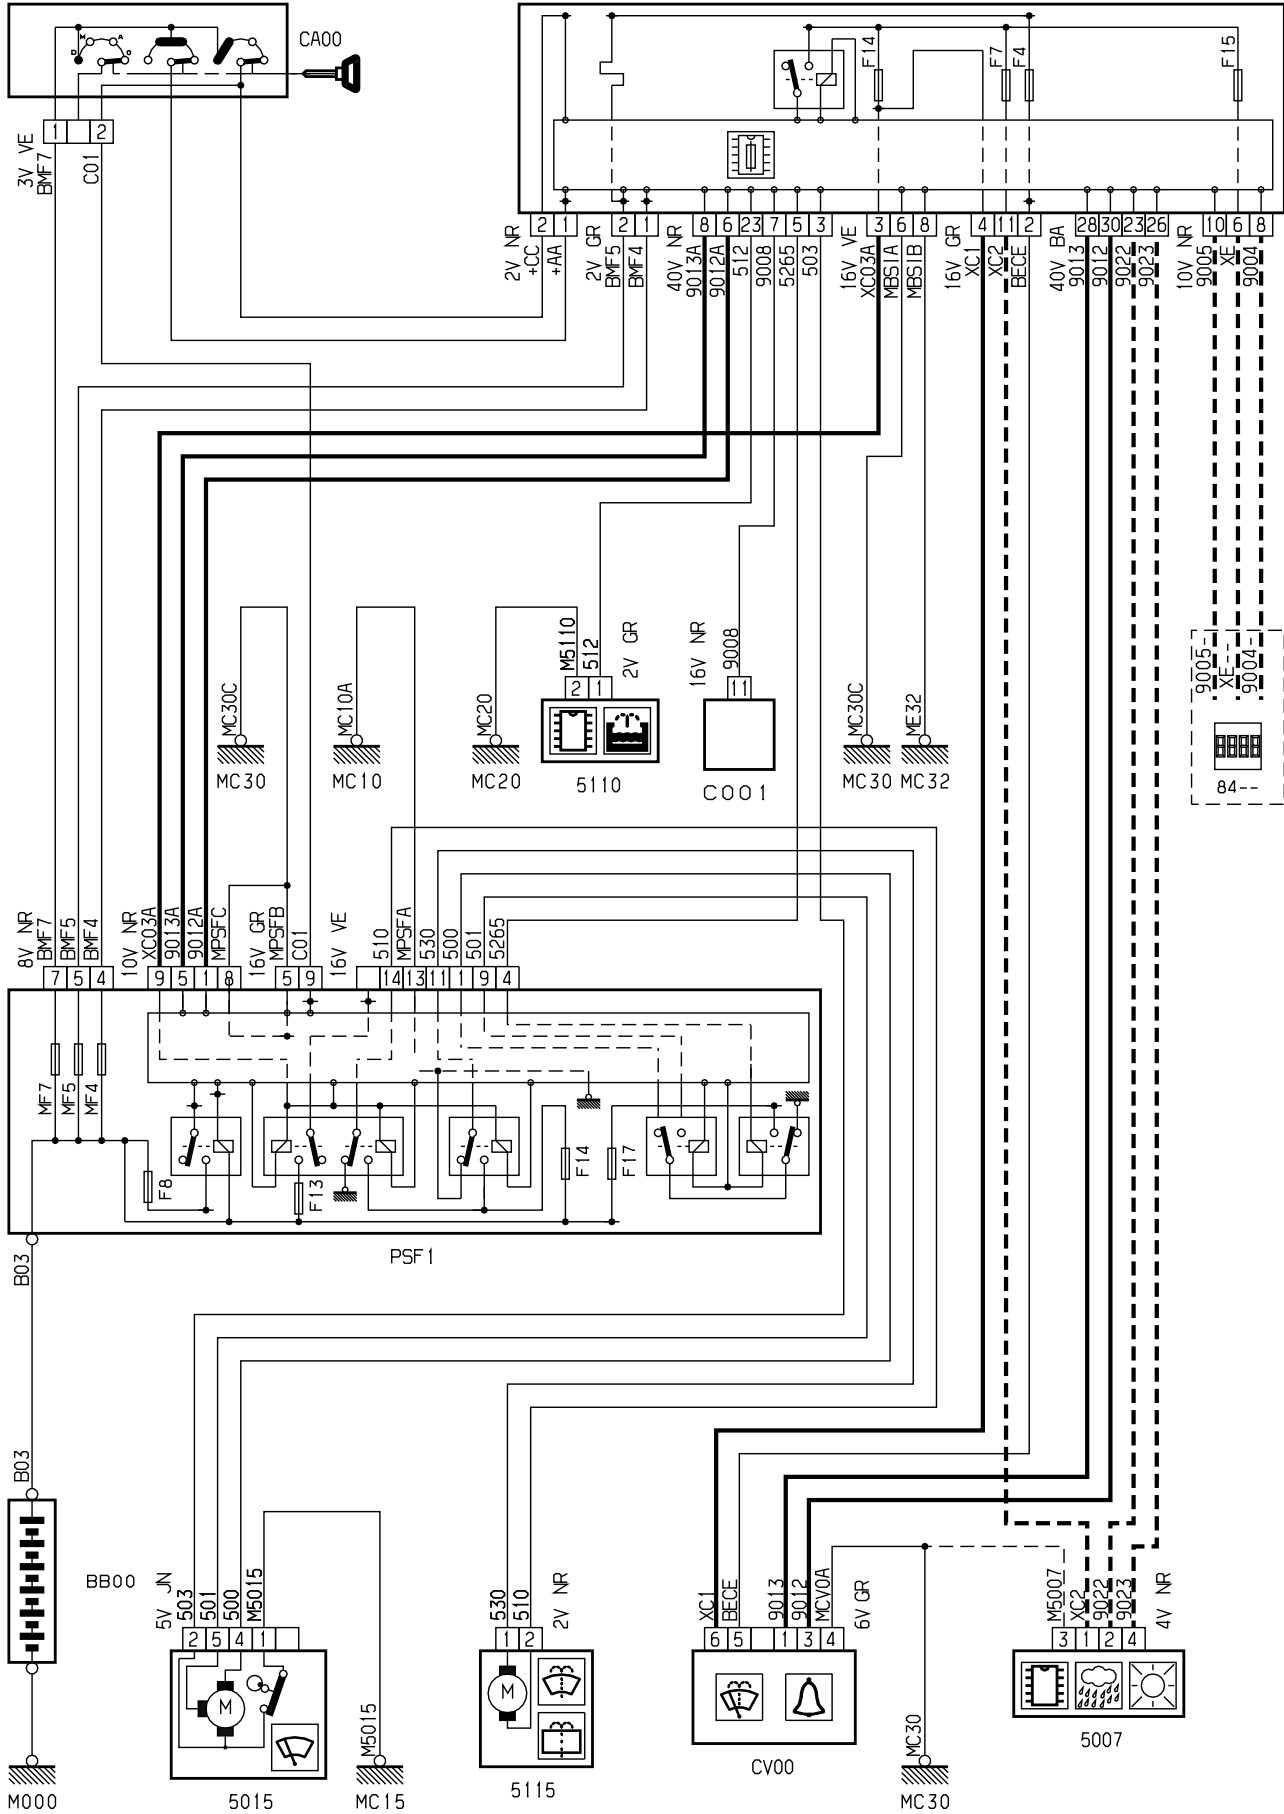 CA00
M A
D O
1 2
3V VE
BMF7
C01
F14
F7
F4
F15
2 1 2 1 8 6 23 7 5 3 3 6 8 4 11 2 28 30 23 26 10 6 8
2V NR
+CC
+AA
2V GR
BMF5
BMF4
40V NR
9013A
9012A
512
9008
5265
503
16V VE
XC03A
MBS1A
MBS1B
16V GR
XC1
XC2
BECE
40V BA
9013
9012
9022
9023
10V NR
9005
XE
9004
MC30C
MC30
MC10A
MC10
MC20
MC20
M5110
512
2V GR
2 1
5110
16V NR
9008
11
C001
MC30C
MC30
ME32
MC32
9005-
XE---
9004-
84--
8V NR
BMF7
BMF5
BMF4
10V NR
XC03A
9013A
9012A
MPSFC
16V GR
MPSFB
C01
16V VE
510
MPSFA
530
500
501
5265
7 5 4 9 5 1 8 5 9 14 13 11 1 9 4
MF7
MF5
MF4
F8
F13
F14
F17
PSF1
B03
B03
BB00
M000
5V JN
503
501
500
M5015
2 5 4 1
M
5015
M5015
MC15
530
510
2V NR
1 2
M
5115
XC1
BECE
9013
9012
MCV0A
6V GR
6 5 1 3 4
CV00
MC30
MC30
M5007
XC2
9022
9023
4V NR
3 1 2 4
5007